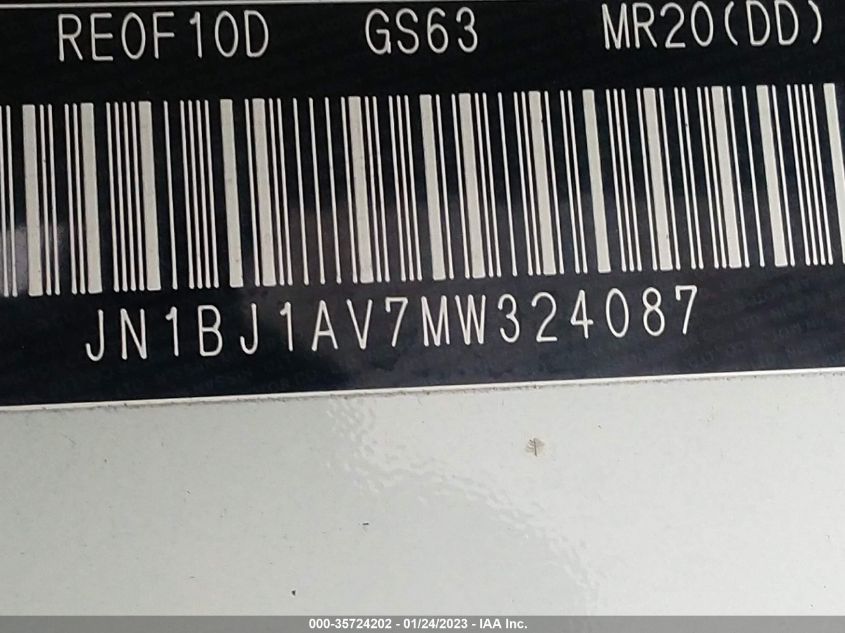 RE0F10D GS63 MR20(DD)
JN1BJ1AV7MW324087
000-35724202 - 01/24/2023 - IAA Inc.